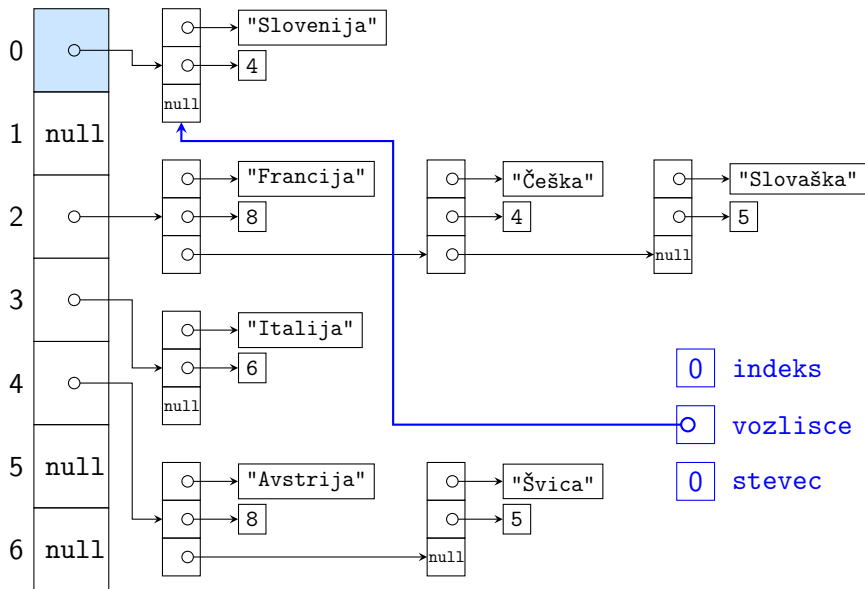 "Slovenija"
0
4
null
1 null
"Francija" "Češka" "Slovaška"
2 8 4 5
null
3
"Italija"
6
0 indeks
4 null
vozlisce
5 null "Avstrija" "Švica" 0 stevec
8 5
6 null null